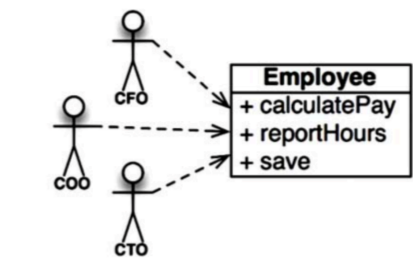 CFO
COO
CTO
Employee
+ calculatePay
+ reportHours
+ save